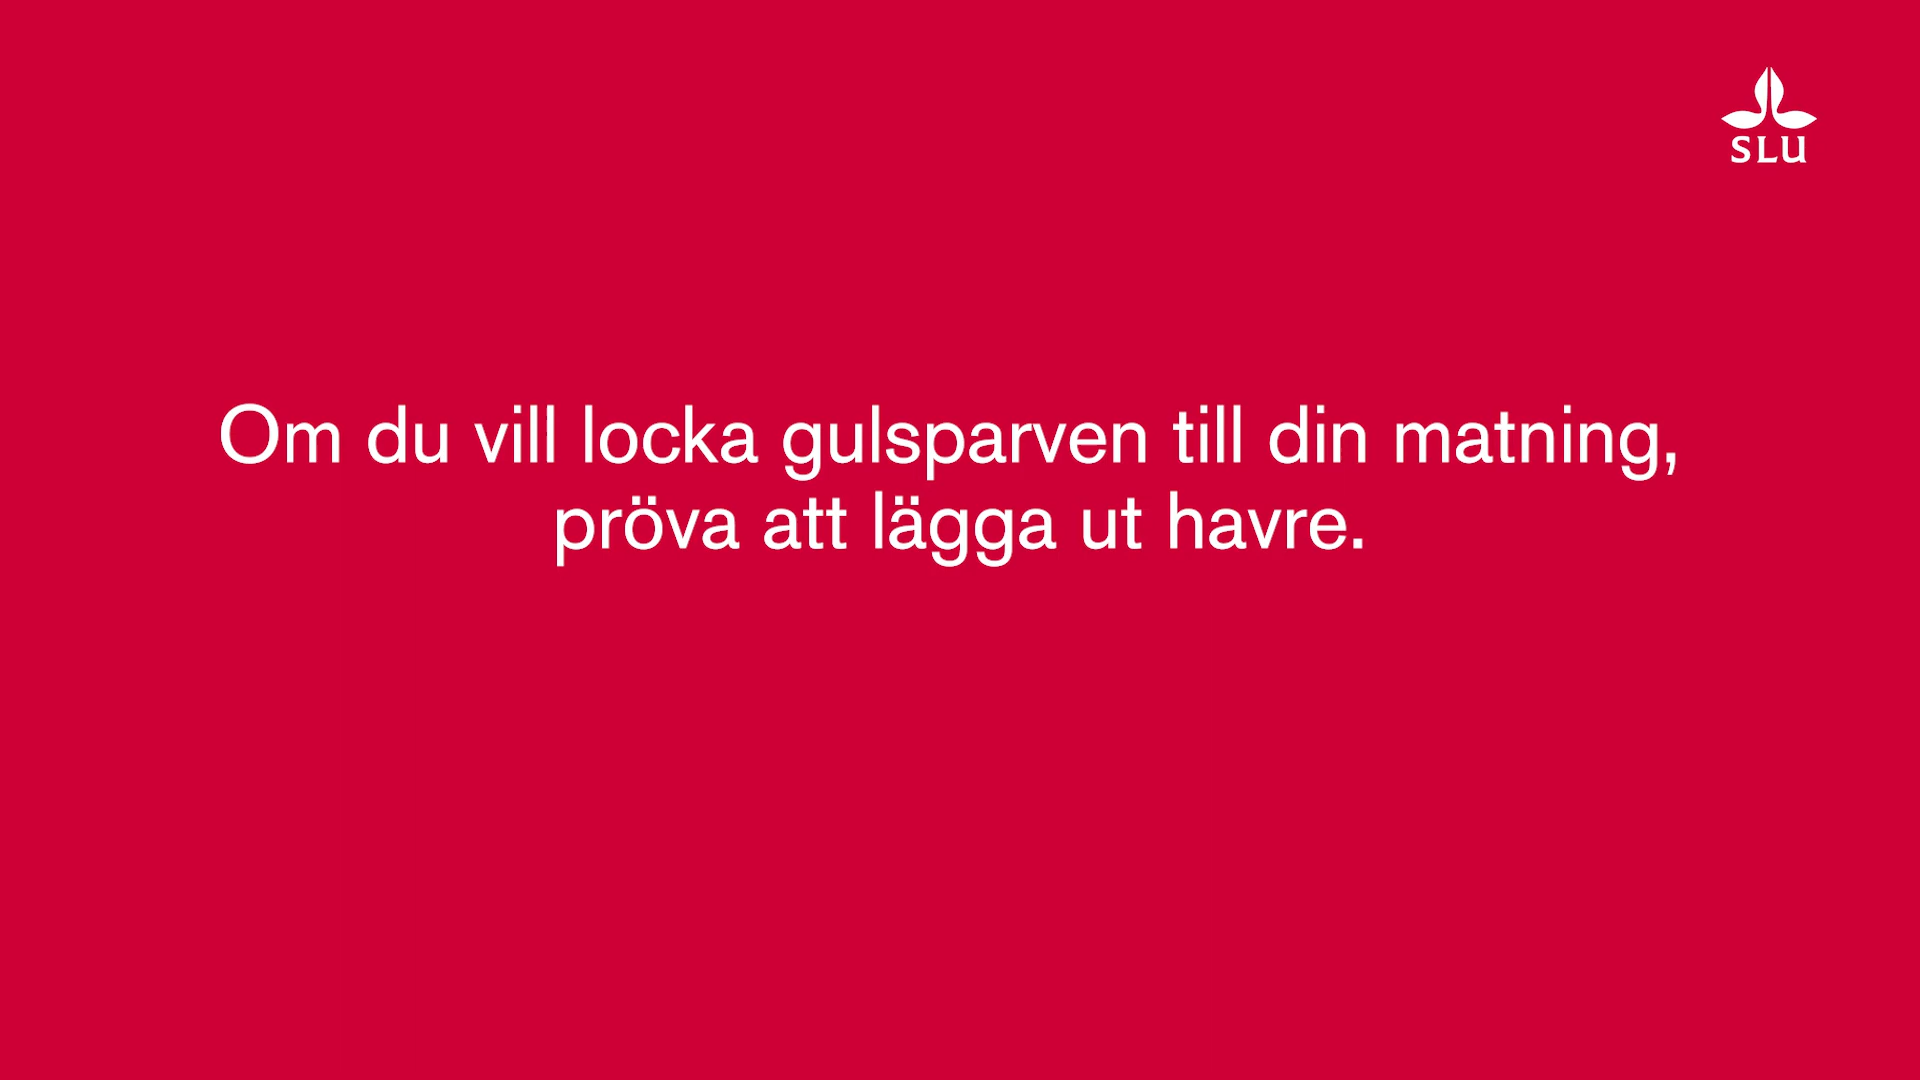 SLU
Om du vill locka gulsparven till din matning,
pröva att lägga ut havre.